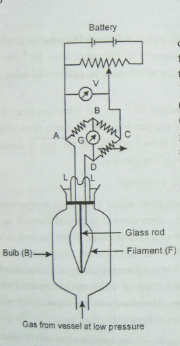 Battery
V
B
A
G
C
D
L L
Glass rod
Bulb (B)
Filament (F)
Gas from vessel at low pressure